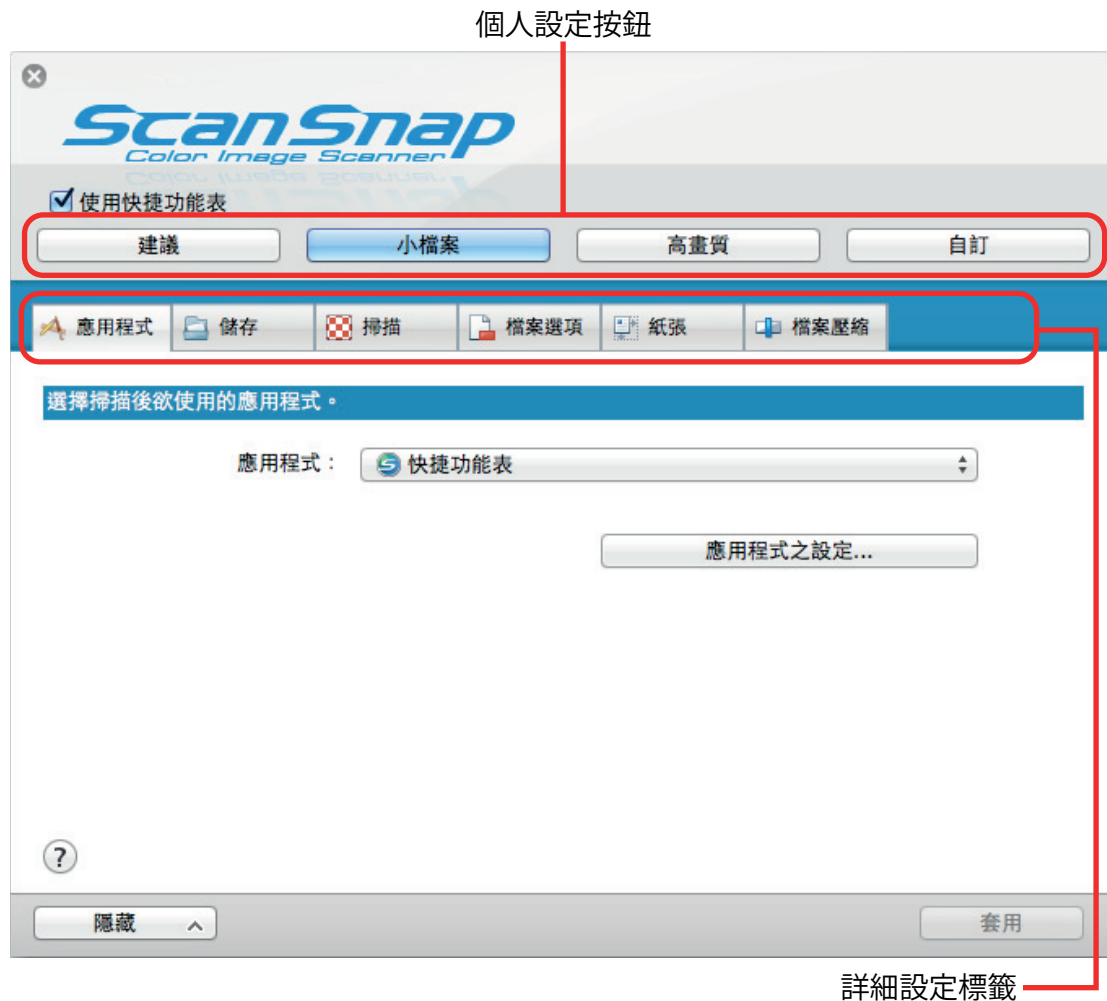 個人設定按鈕
ScanSnap
Color Image Scanner
使用快捷功能表
建議 小檔案 高畫質 自訂
應用程式 儲存 掃描 檔案選項 紙張 檔案壓縮
選擇掃描後欲使用的應用程式。
應用程式： 快捷功能表
應用程式之設定...
?
隱藏 套用
詳細設定標籤